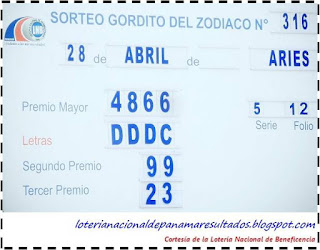 SORTEO GORDITO DEL ZODIACO N° 316
28 de ABRIL de ARIES
Premio Mayor 4866 5 12
Serie Folio
Letras DDDC
Segundo Premio 99
Tercer Premio 23
loterianacionaldepanamaresultados.blogspot.com
Cortesía de la Lotería Nacional de Beneficencia